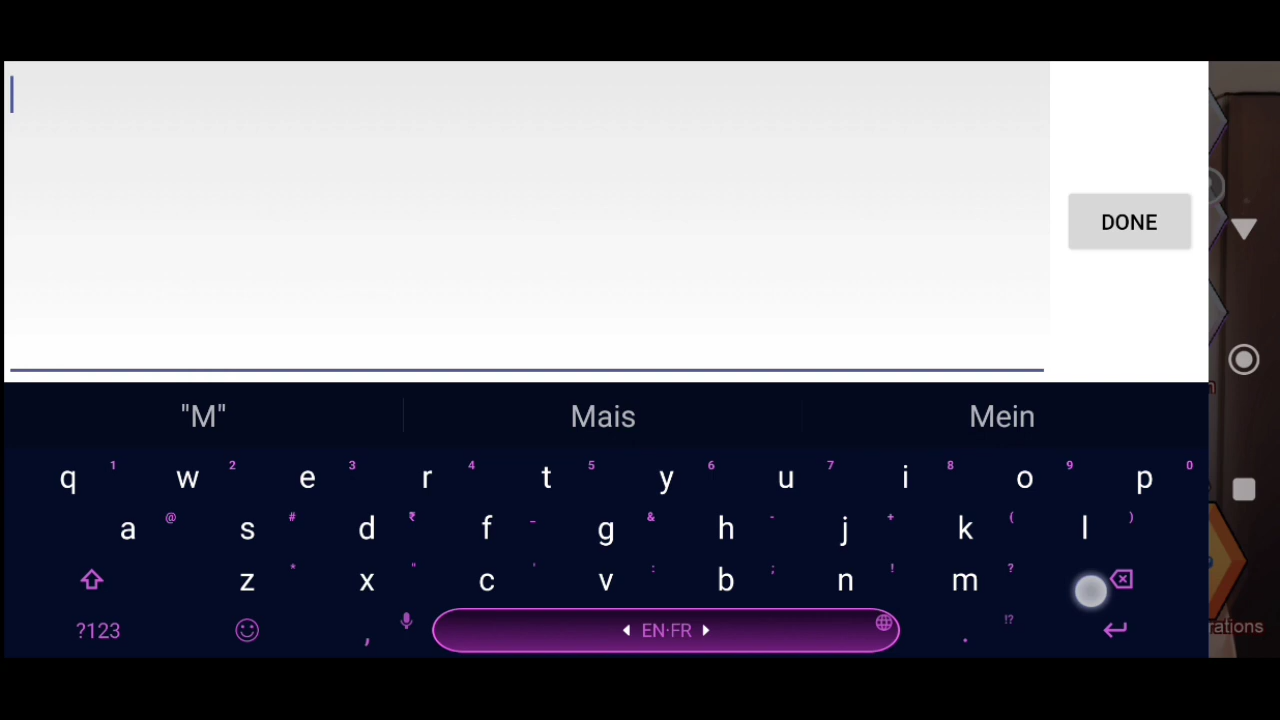 DONE
"M" Mais Mein
q 1 w 2 e 3 r 4 t 5 y 6 u 7 i 8 o 9 p 0
a @ s # d ₹ f _ g & h - j + k ( l )
z * x " c ' v : b ; n ! m ?
?123 , EN·FR . !?
rations